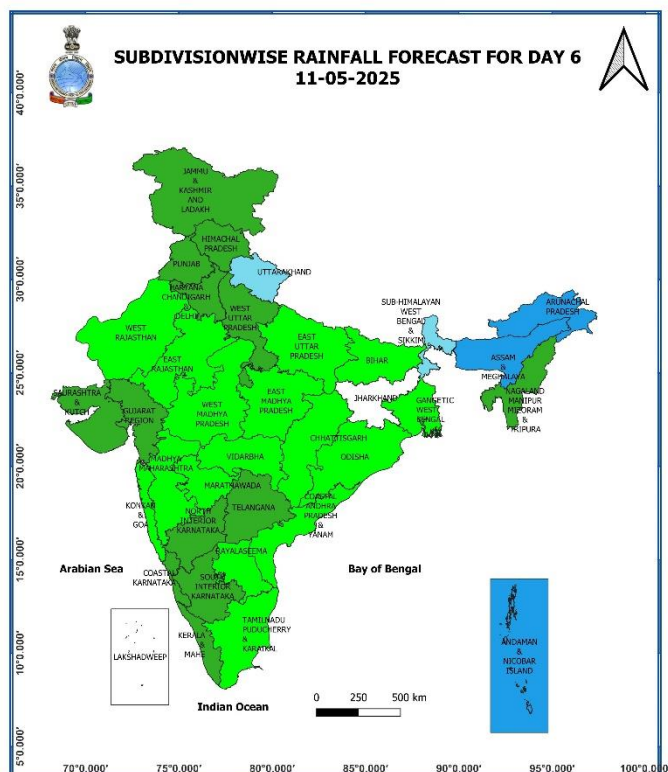 SUBDIVISIONWISE RAINFALL FORECAST FOR DAY 6
11-05-2025
40°0.000'
35°0.000'
30°0.000'
25°0.000'
20°0.000'
15°0.000'
10°0.000'
5°0.000'
JAMMU
&
KASHMIR
AND
LADAKH
HIMACHAL
PRADESH
PUNJAB
UTTARAKHAND
HARYANA
CHANDIGARH
&
DELHI
WEST
UTTAR
PRADESH
SUB-HIMALAYAN
WEST
BENGAL
&
SIKKIM
ARUNACHAL
PRADESH
WEST
RAJASTHAN
EAST
UTTAR
PRADESH
EAST
RAJASTHAN
BIHAR
ASSAM
&
MEGHALAYA
SAURASHTRA
&
KUTCH
GUJARAT
REGION
WEST
MADHYA
PRADESH
EAST
MADHYA
PRADESH
JHARKHAND
GANGETIC
WEST
BENGAL
NAGALAND
MANIPUR
MIZORAM
&
TRIPURA
CHHATTISGARH
ODISHA
MADHYA
MAHARASHTRA
VIDARBHA
MARATHAWADA
KONKAN
&
GOA
NORTH
INTERIOR
KARNATAKA
TELANGANA
COASTAL
ANDHRA
PRADESH
&
YANAM
RAYALASEEMA
Arabian Sea
COASTAL
KARNATAKA
SOUTH
INTERIOR
KARNATAKA
Bay of Bengal
LAKSHADWEEP
KERALA
&
MAHE
TAMILNADU
PUDUCHERRY
&
KARAIKAL
ANDAMAN
&
NICOBAR
ISLAND
Indian Ocean
0 250 500 km
70°0.000' 75°0.000' 80°0.000' 85°0.000' 90°0.000' 95°0.000' 100°0.000'